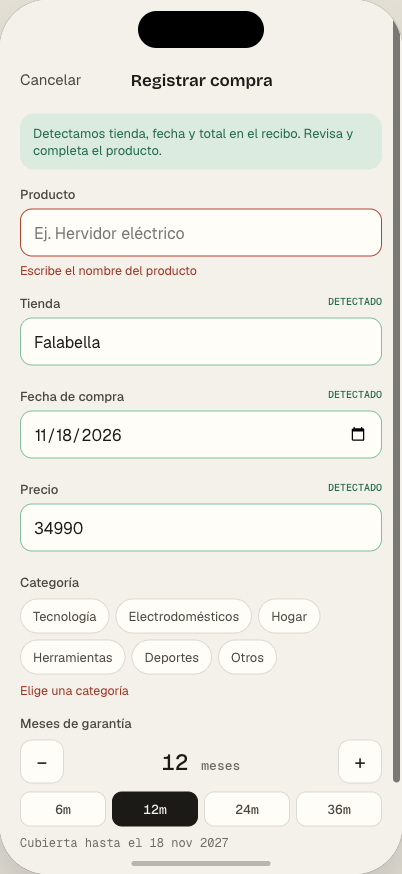 Cancelar
Registrar compra
Detectamos tienda, fecha y total en el recibo. Revisa y
completa el producto.
Producto
Ej. Hervidor eléctrico
Escribe el nombre del producto
Tienda
DETECTADO
Falabella
Fecha de compra
DETECTADO
11/18/2026
Precio
DETECTADO
34990
Categoría
Tecnología
Electrodomésticos
Hogar
Herramientas
Deportes
Otros
Elige una categoría
Meses de garantía
−
12 meses
+
6m
12m
24m
36m
Cubierta hasta el 18 nov 2027